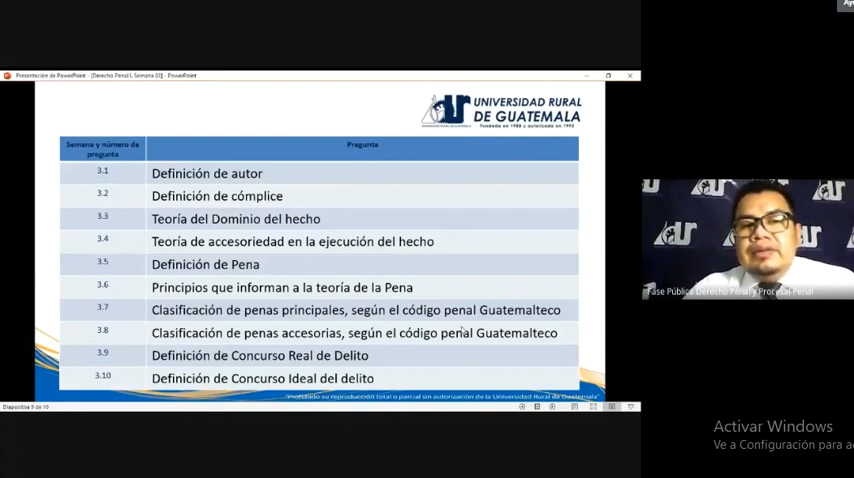 Presentación de PowerPoint - [Derecho Penal I, Semana 03] - PowerPoint
UNIVERSIDAD RURAL
DE GUATEMALA
Fundada en 1988 y autorizada en 1995
Semana y número de
pregunta
Pregunta
3.1 Definición de autor
3.2 Definición de cómplice
3.3 Teoría del Dominio del hecho
3.4 Teoría de accesoriedad en la ejecución del hecho
3.5 Definición de Pena
3.6 Principios que informan a la teoría de la Pena
3.7 Clasificación de penas principales, según el código penal Guatemalteco
3.8 Clasificación de penas accesorias, según el código penal Guatemalteco
3.9 Definición de Concurso Real de Delito
3.10 Definición de Concurso Ideal del delito
"Prohibido su reproducción total o parcial sin autorización de la Universidad Rural de Guatemala"
Diapositiva 9 de 10
Fase Pública Derecho Penal y Procesal Penal
Activar Windows
Ve a Configuración para